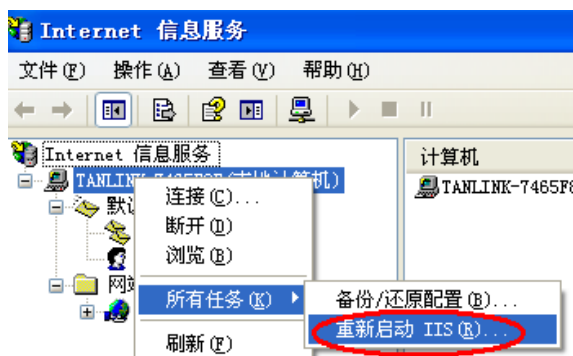 Internet 信息服务
文件(F) 操作(A) 查看(V) 帮助(H)
Internet 信息服务
计算机
TANLINK-7465F8
连接(C)...
断开(D)
浏览(B)
所有任务(K)
备份/还原配置(B)...
重新启动 IIS(R)...
刷新(F)